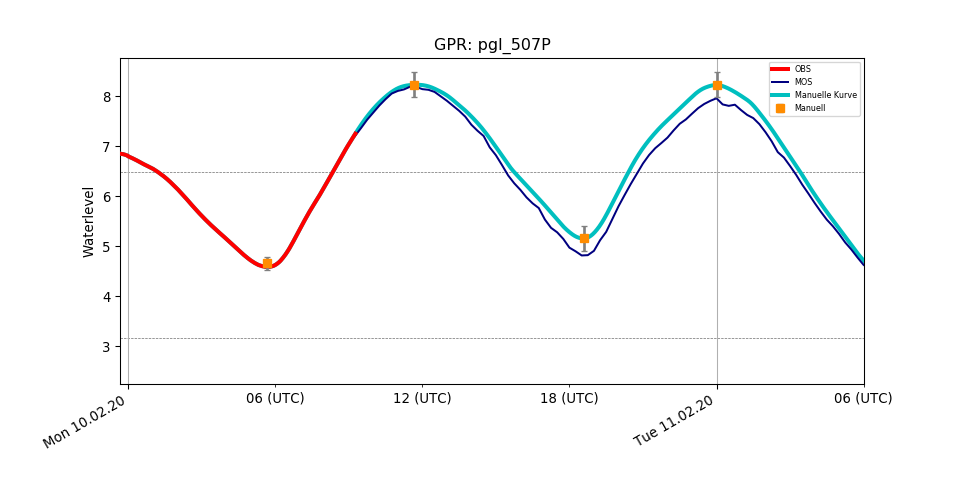 GPR: pgl_507P
OBS
MOS
Manuelle Kurve
Manuell
Waterlevel
8
7
6
5
4
3
Mon 10.02.20
06 (UTC)
12 (UTC)
18 (UTC)
Tue 11.02.20
06 (UTC)